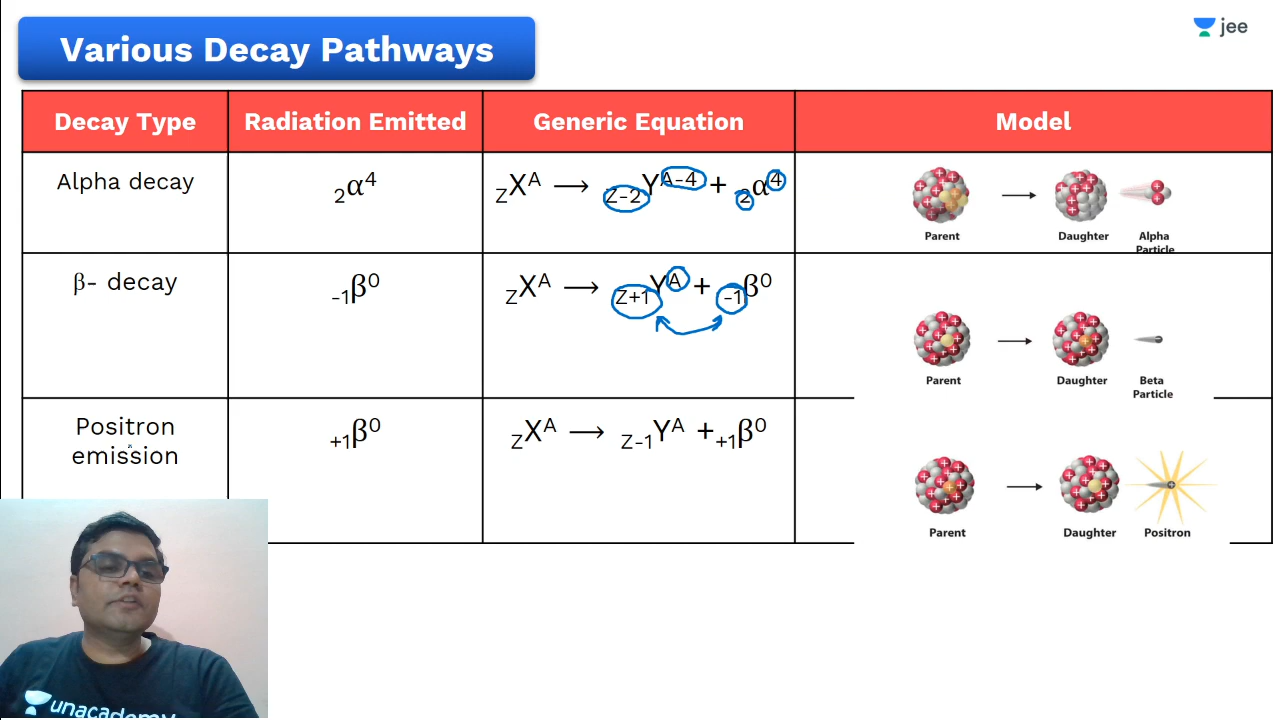 Various Decay Pathways
jee
Decay Type Radiation Emitted Generic Equation Model
Alpha decay ₂α⁴ zXᴬ ⟶ z-₂Yᴬ⁻⁴ + ₂α⁴
Parent Daughter Alpha
Particle
β- decay ₋₁β⁰ zXᴬ ⟶ z+₁Yᴬ + ₋₁β⁰
Parent Daughter Beta
Particle
Positron
emission ₊₁β⁰ zXᴬ ⟶ z-₁Yᴬ + ₊₁β⁰
Parent Daughter Positron
unacademy